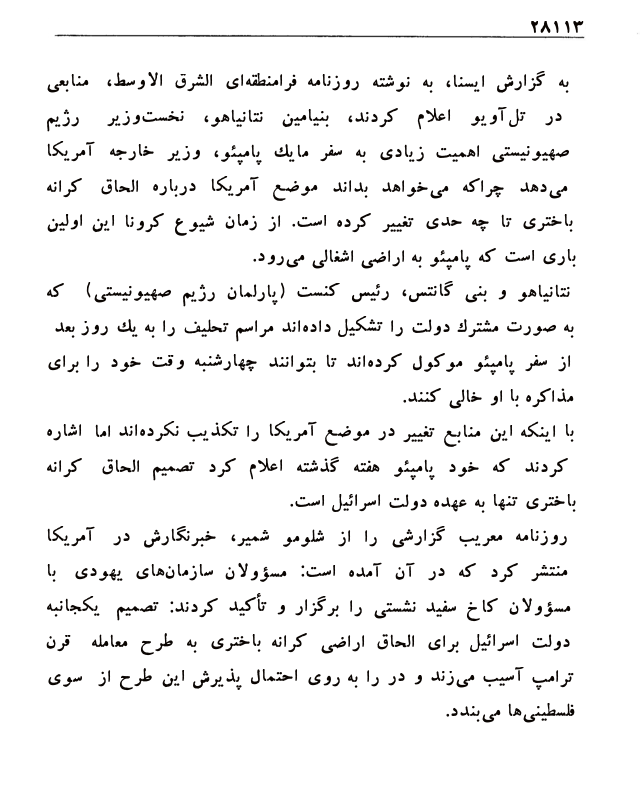 ۲۸۱۱۳
به گزارش ایسنا، به نوشته روزنامه فرامنطقه‌ای الشرق الاوسط، منابعی
در تل‌آویو اعلام کردند، بنیامین نتانیاهو، نخست‌وزیر رژیم
صهیونیستی اهمیت زیادی به سفر مایك پامپئو، وزیر خارجه آمریکا
می‌دهد چراکه می‌خواهد بداند موضع آمریکا درباره الحاق کرانه
باختری تا چه حدی تغییر کرده است. از زمان شیوع کرونا این اولین
باری است که پامپئو به اراضی اشغالی می‌رود.
نتانیاهو و بنی گانتس، رئیس کنست (پارلمان رژیم صهیونیستی) که
به صورت مشترك دولت را تشکیل داده‌اند مراسم تحلیف را به یك روز بعد
از سفر پامپئو موکول کرده‌اند تا بتوانند چهارشنبه وقت خود را برای
مذاکره با او خالی کنند.
با اینکه این منابع تغییر در موضع آمریکا را تکذیب نکرده‌اند اما اشاره
کردند که خود پامپئو هفته گذشته اعلام کرد تصمیم الحاق کرانه
باختری تنها به عهده دولت اسرائیل است.
روزنامه معریب گزارشی را از شلومو شمیر، خبرنگارش در آمریکا
منتشر کرد که در آن آمده است: مسؤولان سازمان‌های یهودی با
مسؤولان کاخ سفید نشستی را برگزار و تأکید کردند: تصمیم یکجانبه
دولت اسرائیل برای الحاق اراضی کرانه باختری به طرح معامله قرن
ترامپ آسیب می‌زند و در را به روی احتمال پذیرش این طرح از سوی
فلسطینی‌ها می‌بندد.